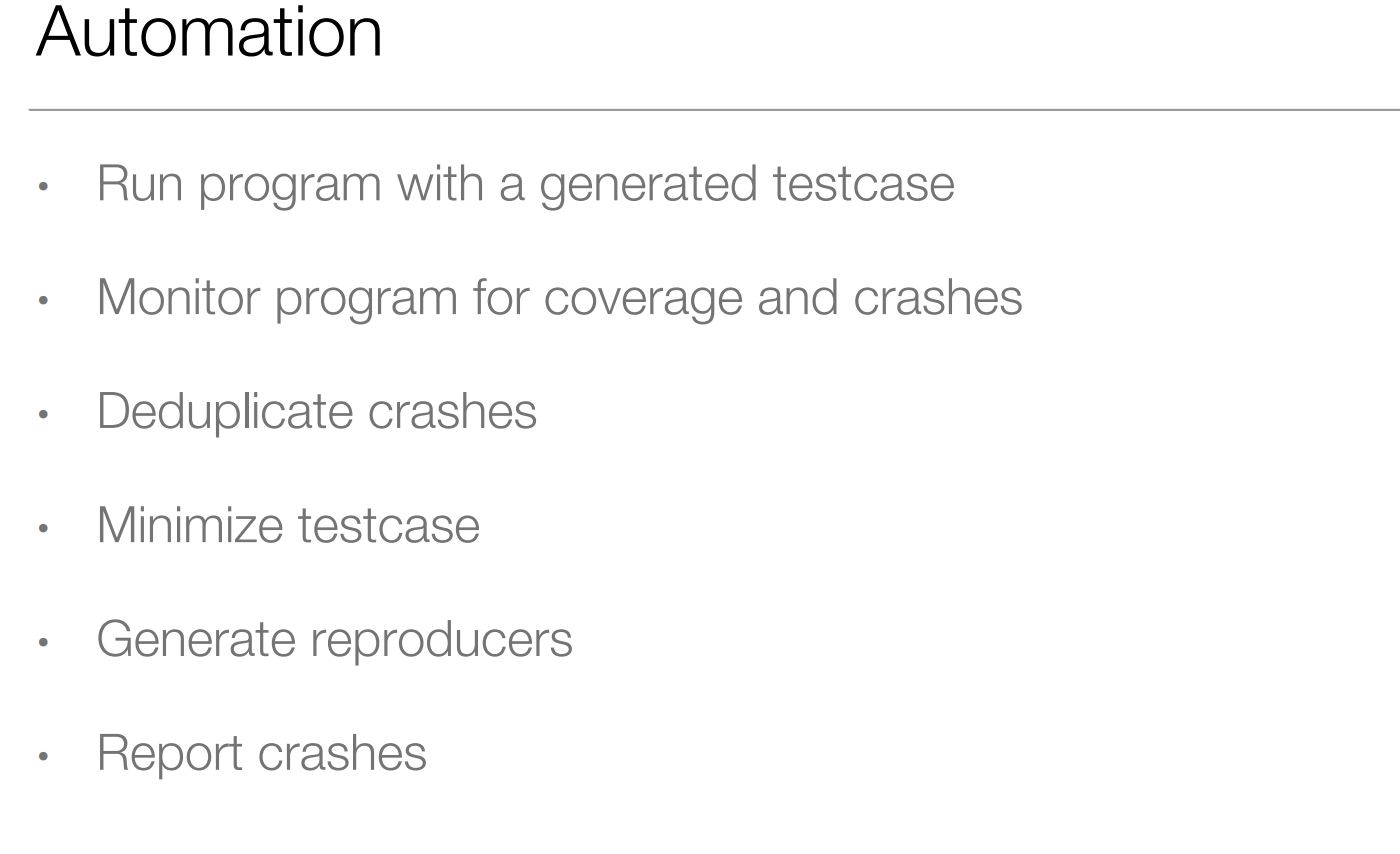 Automation
• Run program with a generated testcase
• Monitor program for coverage and crashes
• Deduplicate crashes
• Minimize testcase
• Generate reproducers
• Report crashes